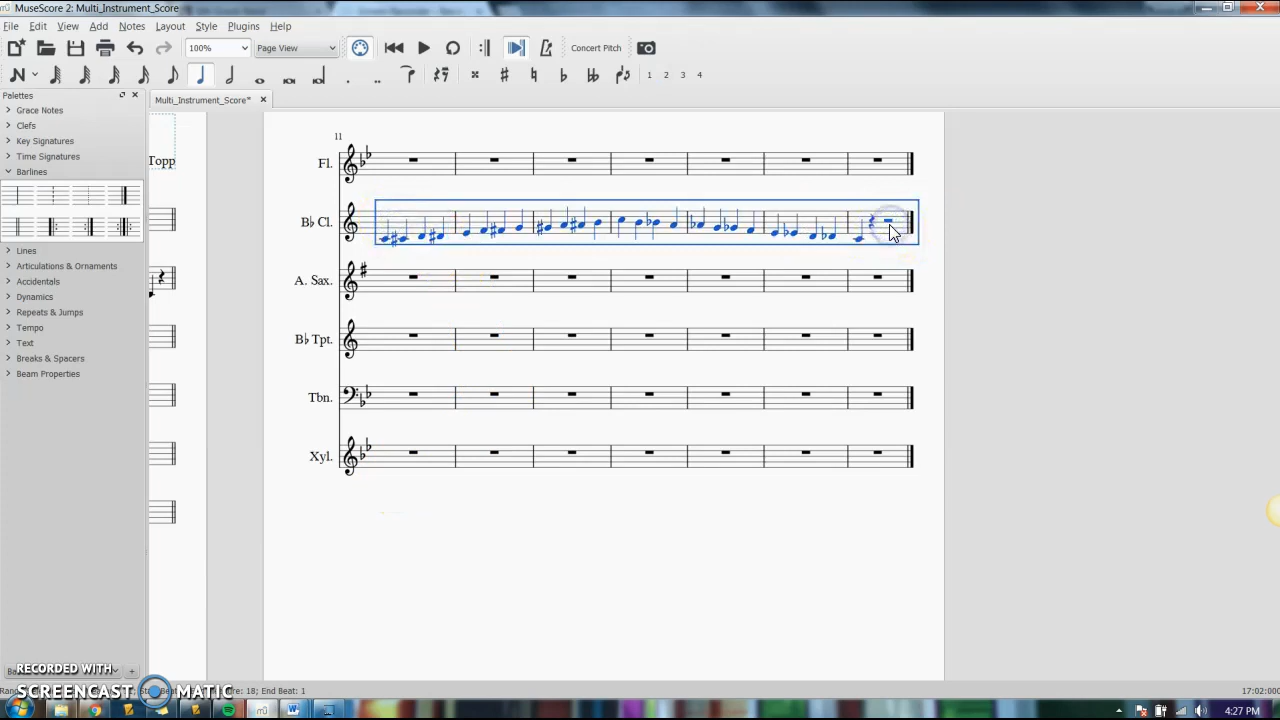 MuseScore 2: Multi_Instrument_Score
File Edit View Add Notes Layout Style Plugins Help
100% Page View Concert Pitch
1 2 3 4
Palettes
Multi_Instrument_Score*
Grace Notes
Clefs
Key Signatures
Time Signatures
Barlines
Lines
Articulations & Ornaments
Accidentals
Dynamics
Repeats & Jumps
Tempo
Text
Breaks & Spacers
Beam Properties
Topp
11
Fl.
B♭ Cl.
A. Sax.
B♭ Tpt.
Tbn.
Xyl.
RECORDED WITH
SCREENCAST MATIC
18; End Beat: 1
17:02:000
4:27 PM